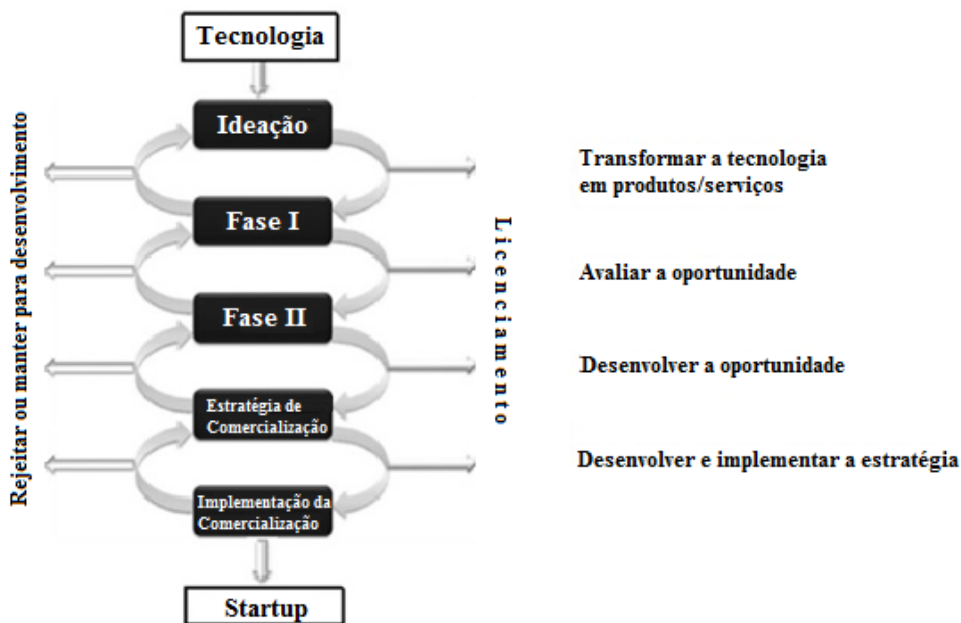 Tecnologia
Ideação
Fase I
Fase II
Estratégia de
Comercialização
Implementação da
Comercialização
Startup
Rejeitar ou manter para desenvolvimento
Licenciamento
Transformar a tecnologia
em produtos/serviços
Avaliar a oportunidade
Desenvolver a oportunidade
Desenvolver e implementar a estratégia